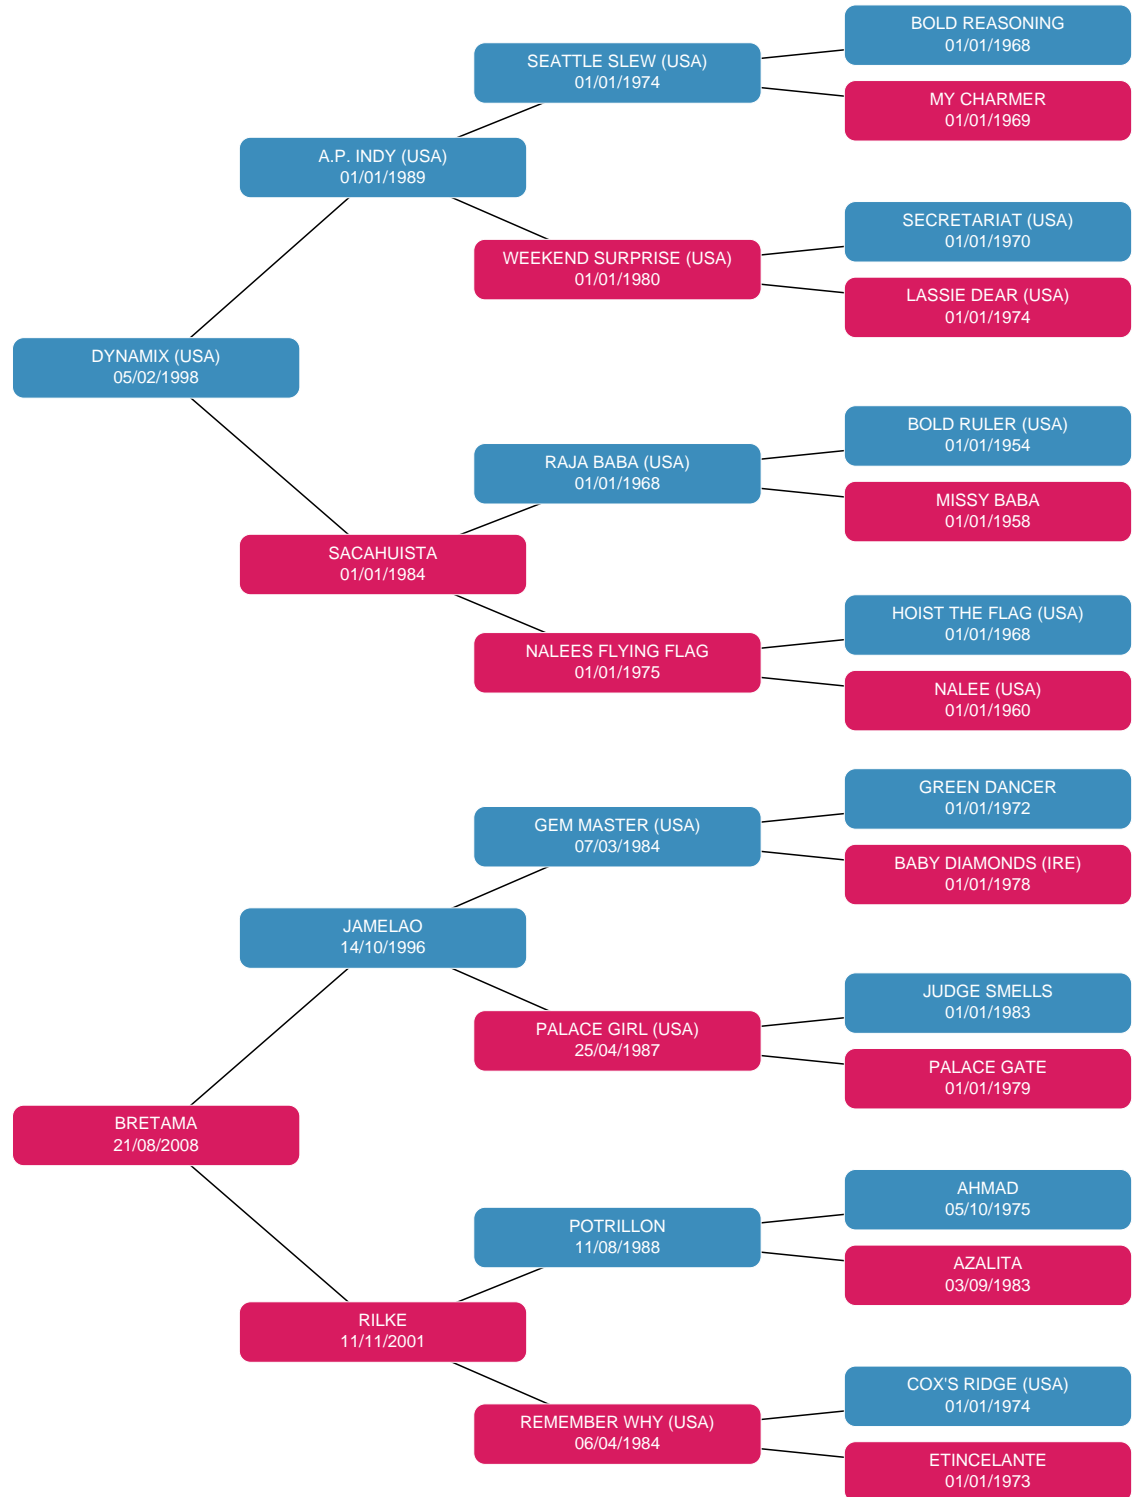 BOLD REASONING
01/01/1968
SEATTLE SLEW (USA)
01/01/1974
MY CHARMER
01/01/1969
A.P. INDY (USA)
01/01/1989
SECRETARIAT (USA)
01/01/1970
WEEKEND SURPRISE (USA)
01/01/1980
LASSIE DEAR (USA)
01/01/1974
DYNAMIX (USA)
05/02/1998
BOLD RULER (USA)
01/01/1954
RAJA BABA (USA)
01/01/1968
MISSY BABA
01/01/1958
SACAHUISTA
01/01/1984
HOIST THE FLAG (USA)
01/01/1968
NALEES FLYING FLAG
01/01/1975
NALEE (USA)
01/01/1960
GREEN DANCER
01/01/1972
GEM MASTER (USA)
07/03/1984
BABY DIAMONDS (IRE)
01/01/1978
JAMELAO
14/10/1996
JUDGE SMELLS
01/01/1983
PALACE GIRL (USA)
25/04/1987
PALACE GATE
01/01/1979
BRETAMA
21/08/2008
AHMAD
05/10/1975
POTRILLON
11/08/1988
AZALITA
03/09/1983
RILKE
11/11/2001
COX'S RIDGE (USA)
01/01/1974
REMEMBER WHY (USA)
06/04/1984
ETINCELANTE
01/01/1973